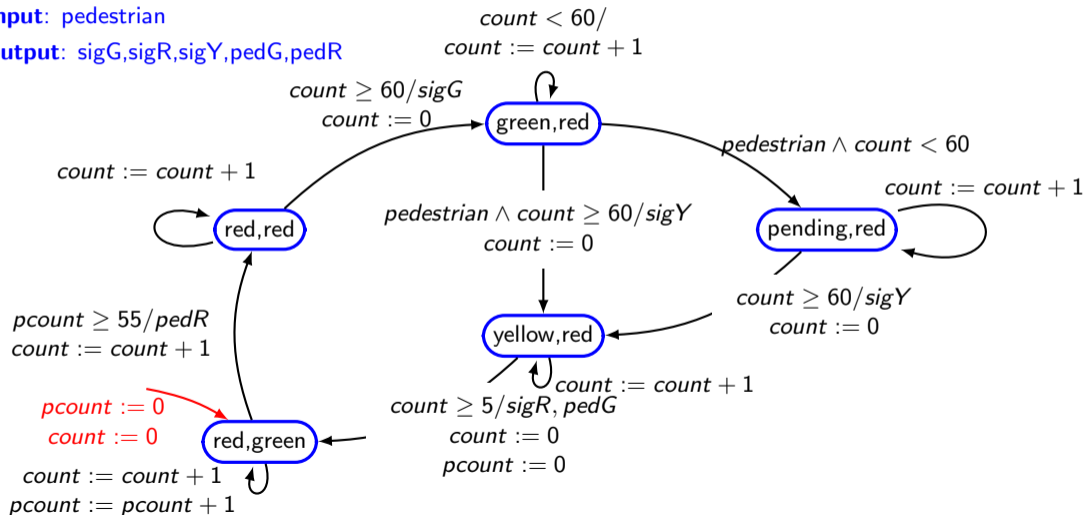 nput: pedestrian
utput: sigG,sigR,sigY,pedG,pedR
count < 60/
count := count + 1
count ≥ 60/sigG
count := 0
green,red
pedestrian ∧ count < 60
count := count + 1
count := count + 1
red,red
pedestrian ∧ count ≥ 60/sigY
count := 0
pending,red
count ≥ 60/sigY
count := 0
pcount ≥ 55/pedR
count := count + 1
yellow,red
count := count + 1
count ≥ 5/sigR, pedG
count := 0
pcount := 0
pcount := 0
count := 0
red,green
count := count + 1
pcount := pcount + 1